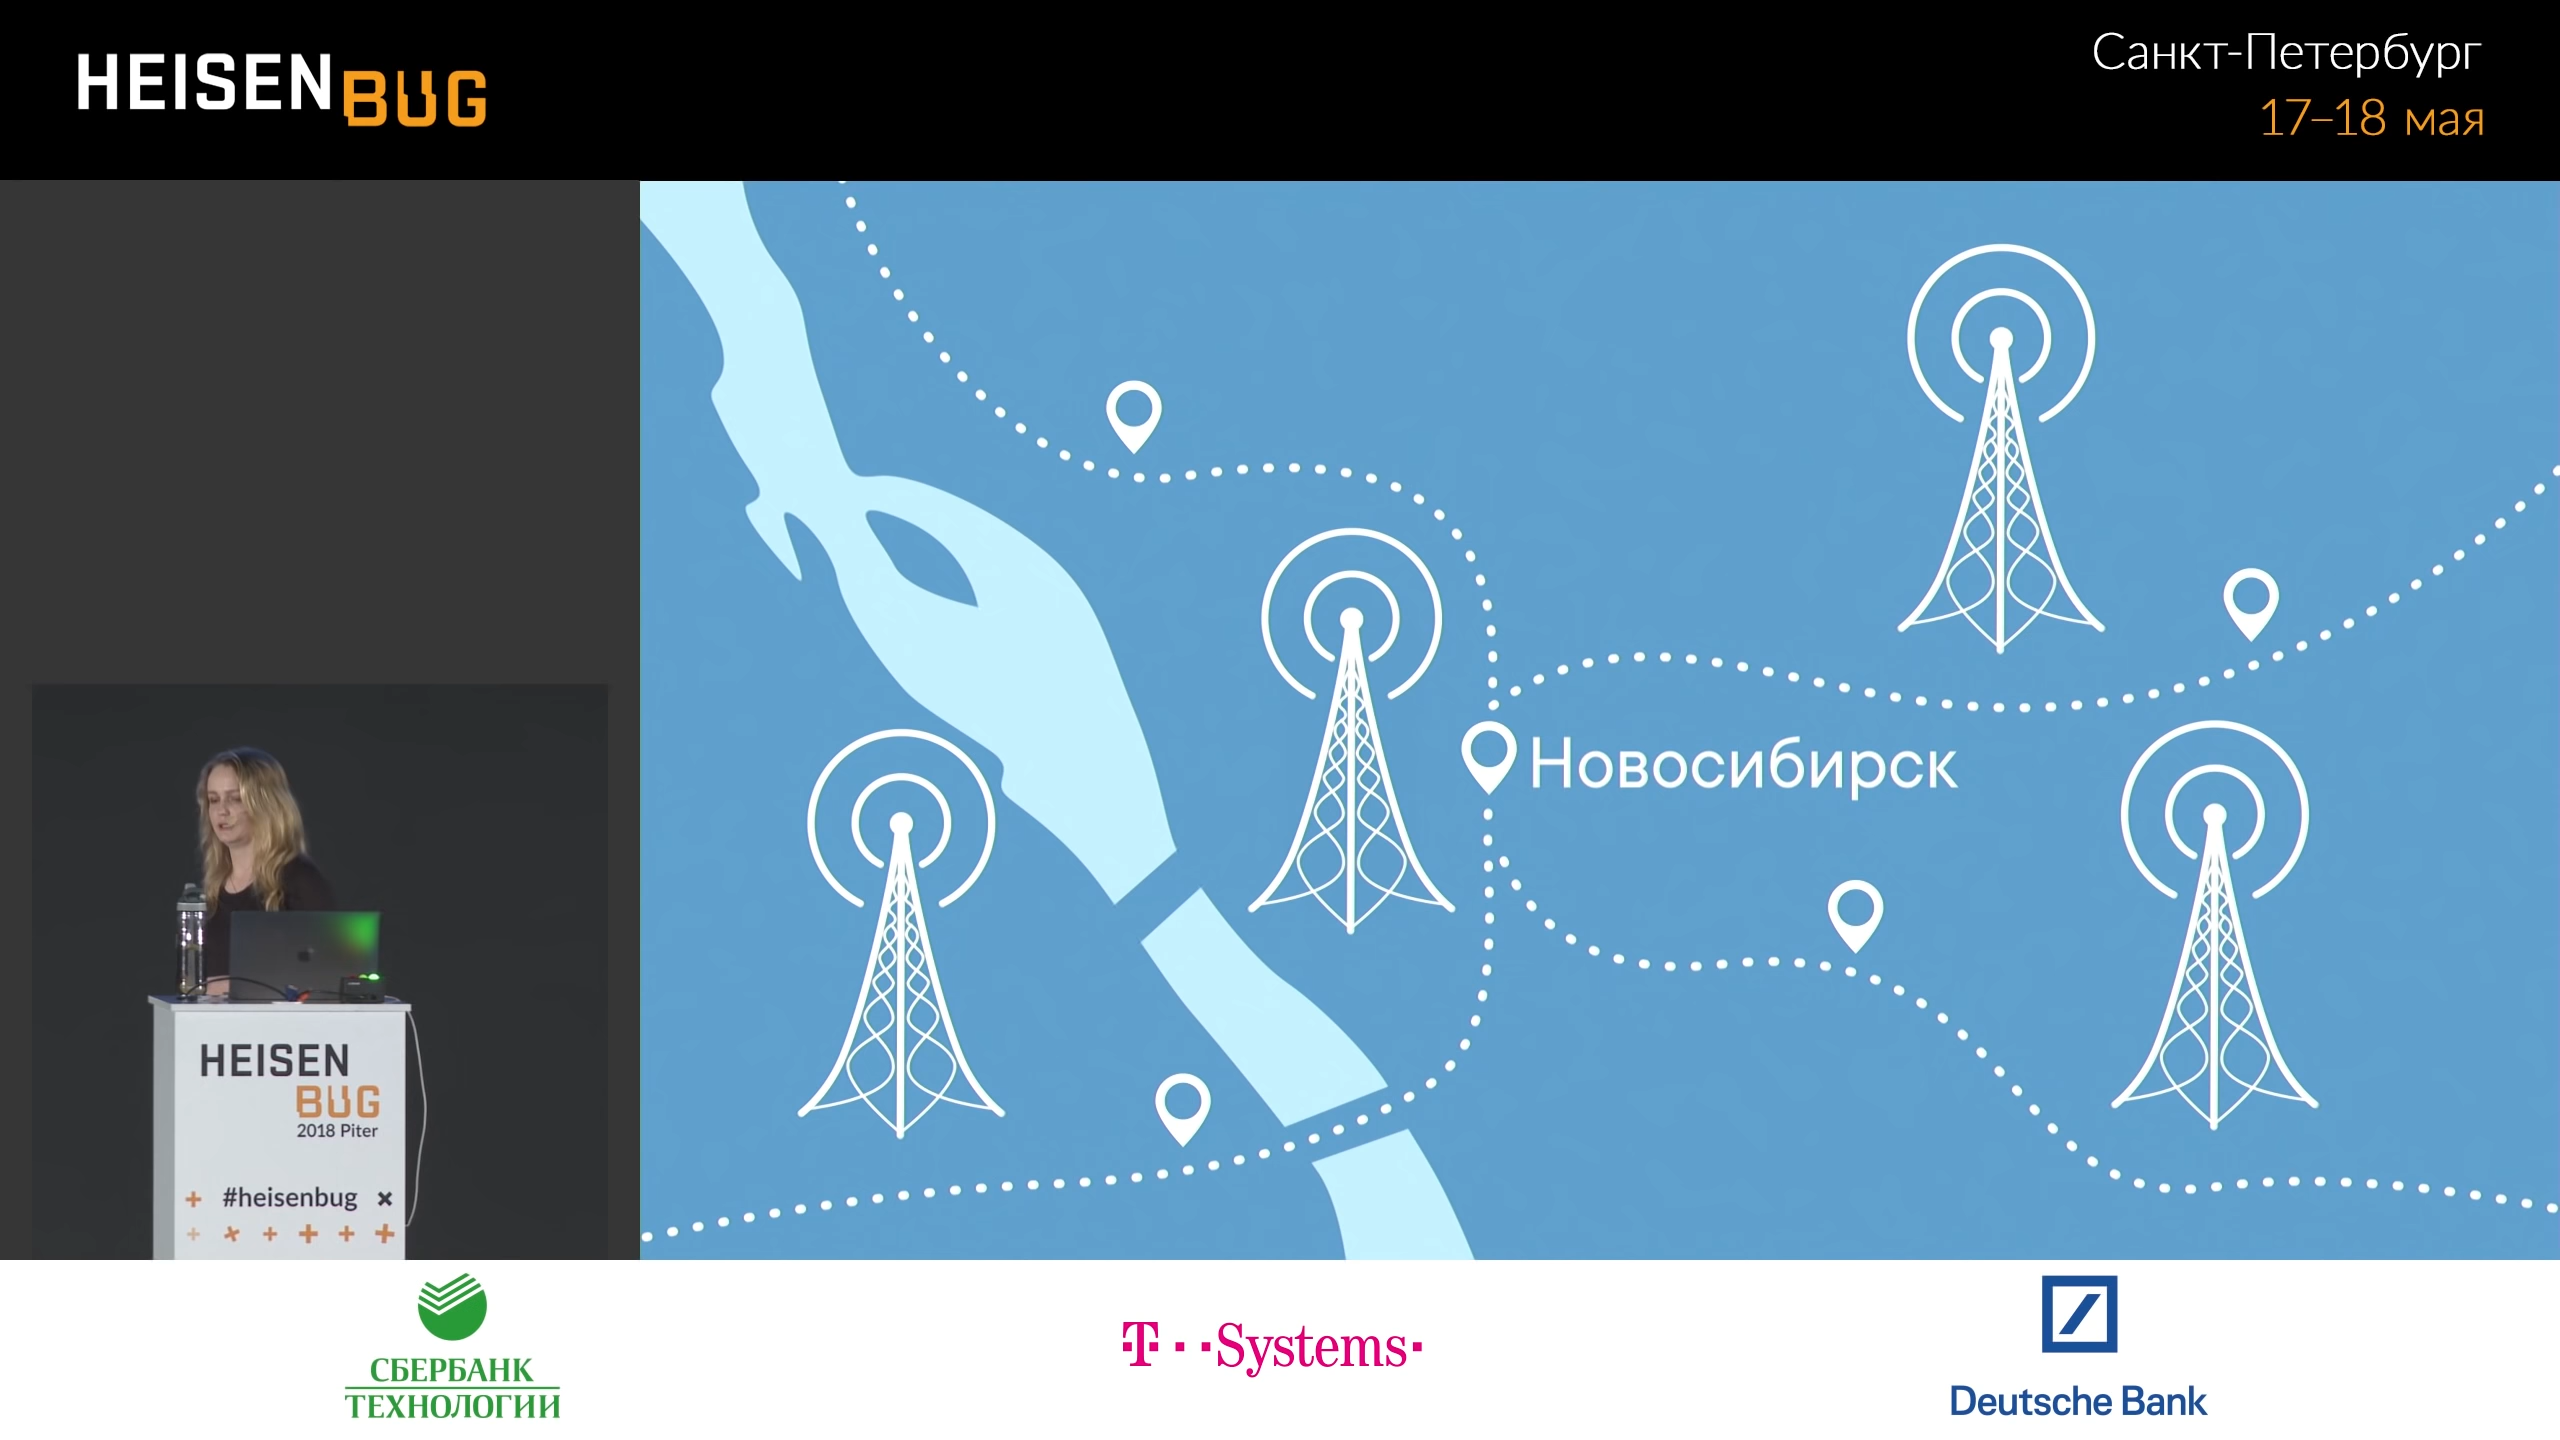 HEISENBUG
Санкт-Петербург
17–18 мая
Новосибирск
HEISEN
BUG
2018 Piter
#heisenbug
СБЕРБАНК
ТЕХНОЛОГИИ
T··Systems·
Deutsche Bank